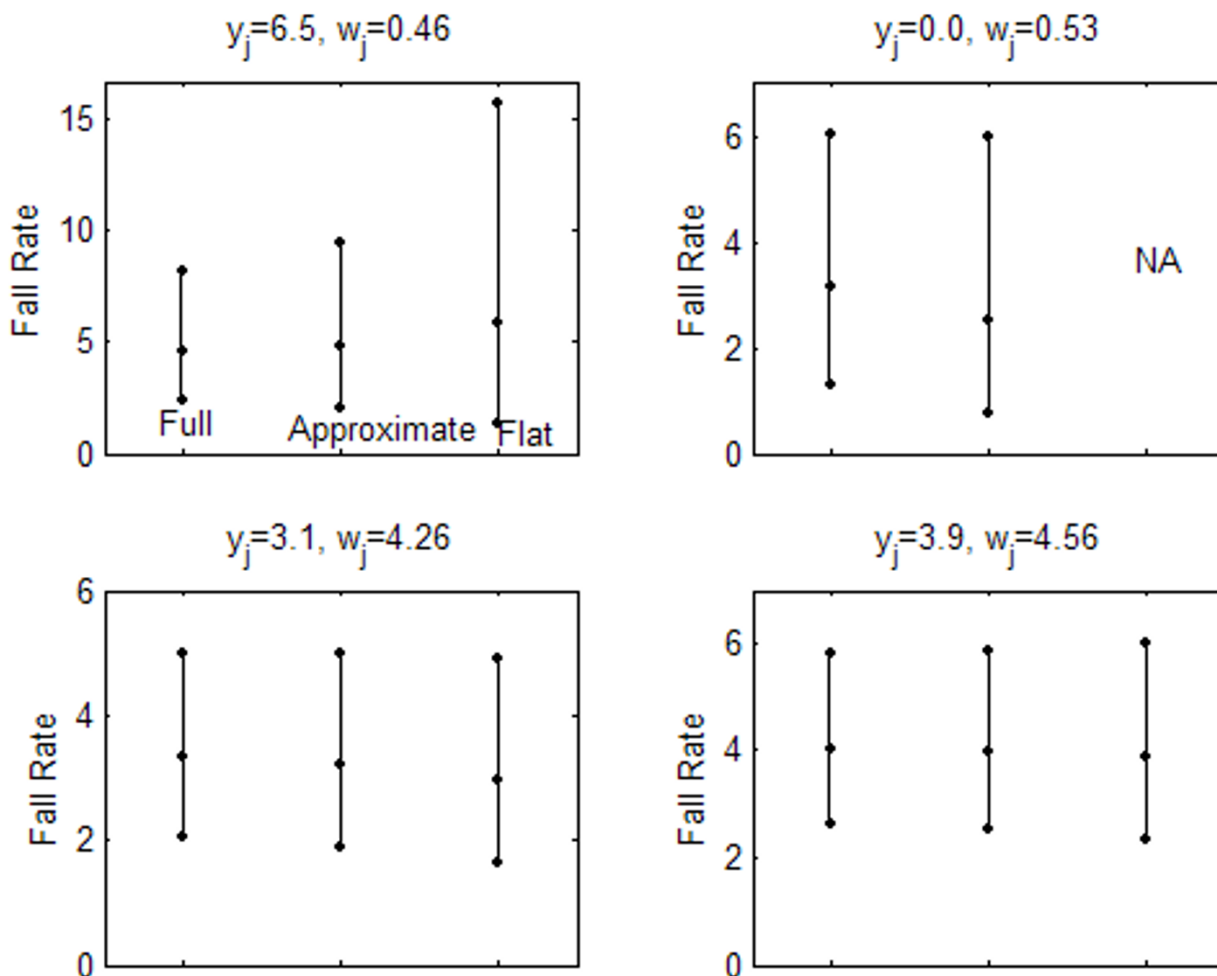 y_j=6.5, w_j=0.46
15
10
5
0
Fall Rate
Full
Approximate
Flat
y_j=0.0, w_j=0.53
6
4
2
0
Fall Rate
NA
y_j=3.1, w_j=4.26
6
4
2
0
Fall Rate
y_j=3.9, w_j=4.56
6
4
2
0
Fall Rate